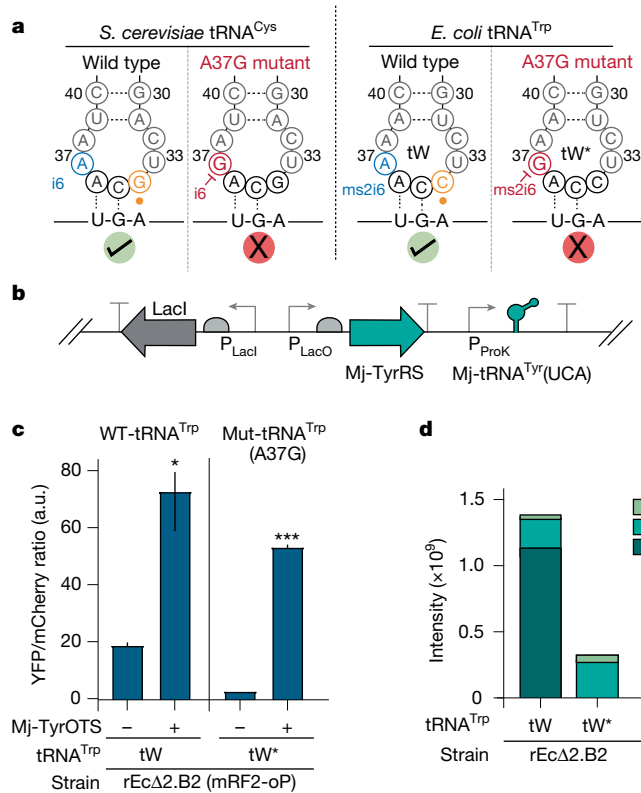 a
S. cerevisiae tRNACys
E. coli tRNATrp
Wild type
A37G mutant
Wild type
A37G mutant
40 C G 30
40 C G 30
40 C G 30
40 C G 30
U A
U A
U U
U U
A C
A C
A C
A C
37 A U 33
37 G U 33
37 A tW U 33
37 G tW* U 33
i6 A C G
i6 A C G
ms2i6 A C C
ms2i6 A C C
U-G-A
U-G-A
U-G-A
U-G-A
X
X
b
LacI
PLacI
PLacO
Mj-TyrRS
PProK
Mj-tRNATyr(UCA)
c
WT-tRNATrp
Mut-tRNATrp
(A37G)
YFP/mCherry ratio (a.u.)
80
60
40
20
0
*
***
Mj-TyrOTS
– + – +
tRNATrp
tW tW*
Strain
rEcΔ2.B2 (mRF2-oP)
d
Intensity (×10⁹)
1.5
1.0
0.5
0
tRNATrp
tW tW*
Strain
rEcΔ2.B2